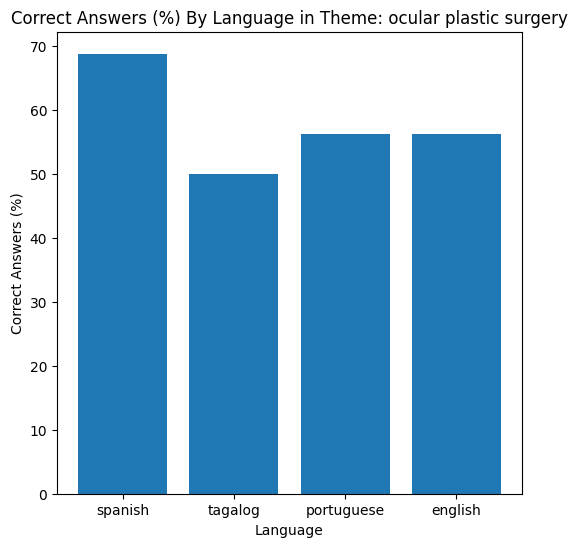 Correct Answers (%) By Language in Theme: ocular plastic surgery
70
60
50
40
30
20
10
0
Correct Answers (%)
spanish tagalog portuguese english
Language